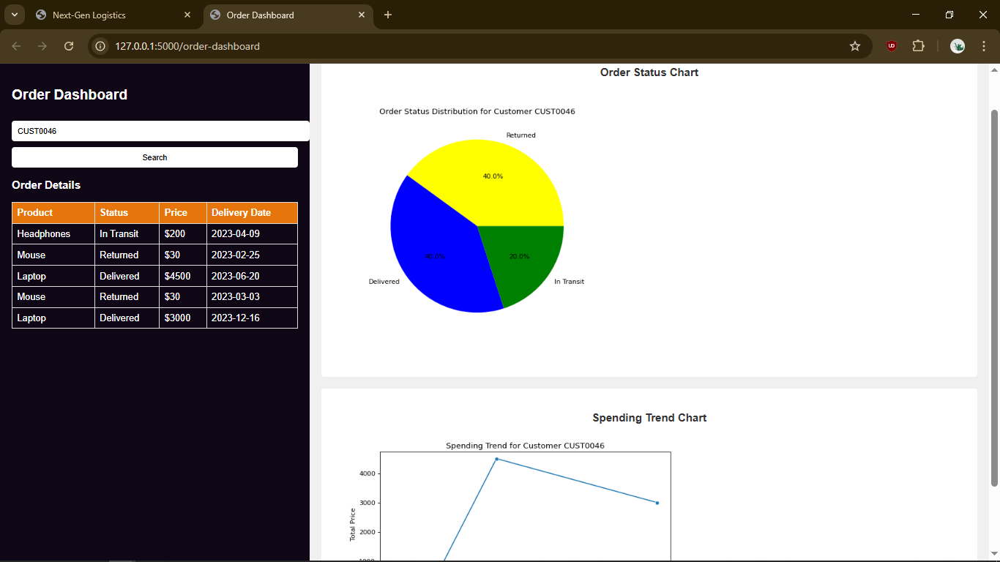 Next-Gen Logistics
Order Dashboard
127.0.0.1:5000/order-dashboard
Order Dashboard
CUST0046
Search
Order Details
Product Status Price Delivery Date
Headphones In Transit $200 2023-04-09
Mouse Returned $30 2023-02-25
Laptop Delivered $4500 2023-06-20
Mouse Returned $30 2023-03-03
Laptop Delivered $3000 2023-12-16
Order Status Chart
Order Status Distribution for Customer CUST0046
Returned
40.0%
40.0%
20.0%
Delivered
In Transit
Spending Trend Chart
Spending Trend for Customer CUST0046
4000
3000
2000
1000
Total Price